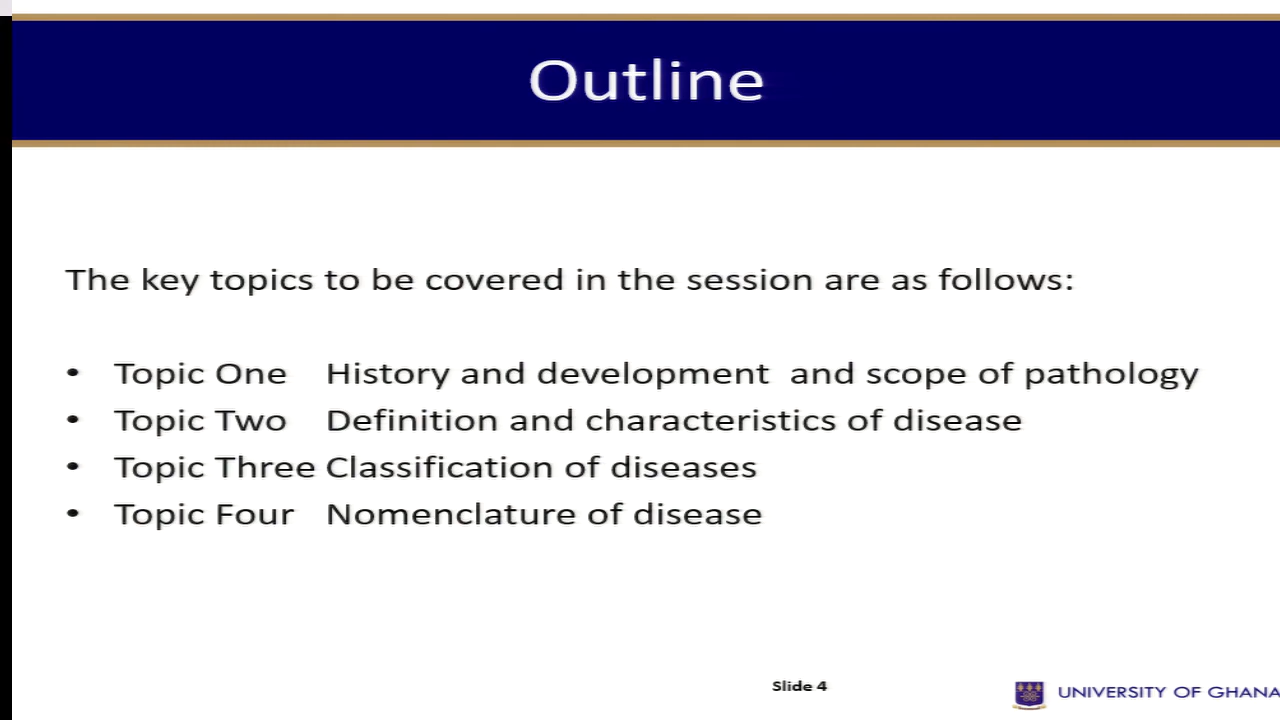 Outline
The key topics to be covered in the session are as follows:
• Topic One History and development and scope of pathology
• Topic Two Definition and characteristics of disease
• Topic Three Classification of diseases
• Topic Four Nomenclature of disease
Slide 4
UNIVERSITY OF GHANA